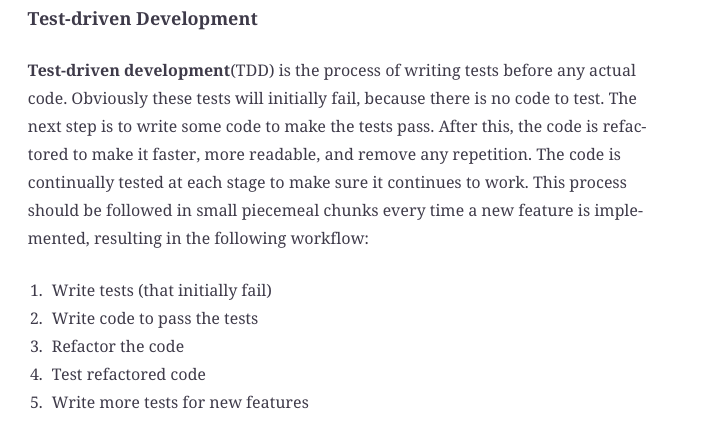 Test-driven Development
Test-driven development(TDD) is the process of writing tests before any actual
code. Obviously these tests will initially fail, because there is no code to test. The
next step is to write some code to make the tests pass. After this, the code is refac-
tored to make it faster, more readable, and remove any repetition. The code is
continually tested at each stage to make sure it continues to work. This process
should be followed in small piecemeal chunks every time a new feature is imple-
mented, resulting in the following workflow:
1. Write tests (that initially fail)
2. Write code to pass the tests
3. Refactor the code
4. Test refactored code
5. Write more tests for new features